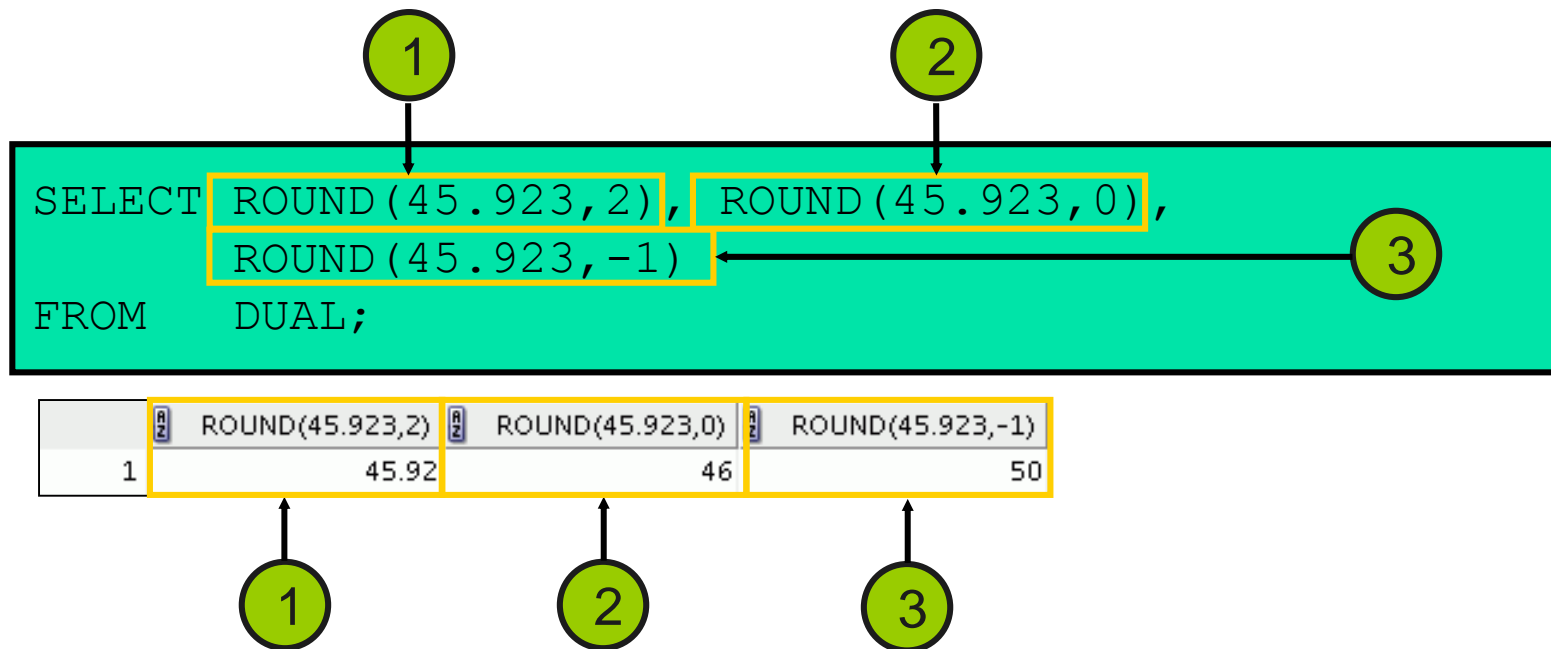 1 2
SELECT ROUND(45.923,2), ROUND(45.923,0),
ROUND(45.923,-1) 3
FROM DUAL;
ROUND(45.923,2) ROUND(45.923,0) ROUND(45.923,-1)
1 45.92 46 50
1 2 3